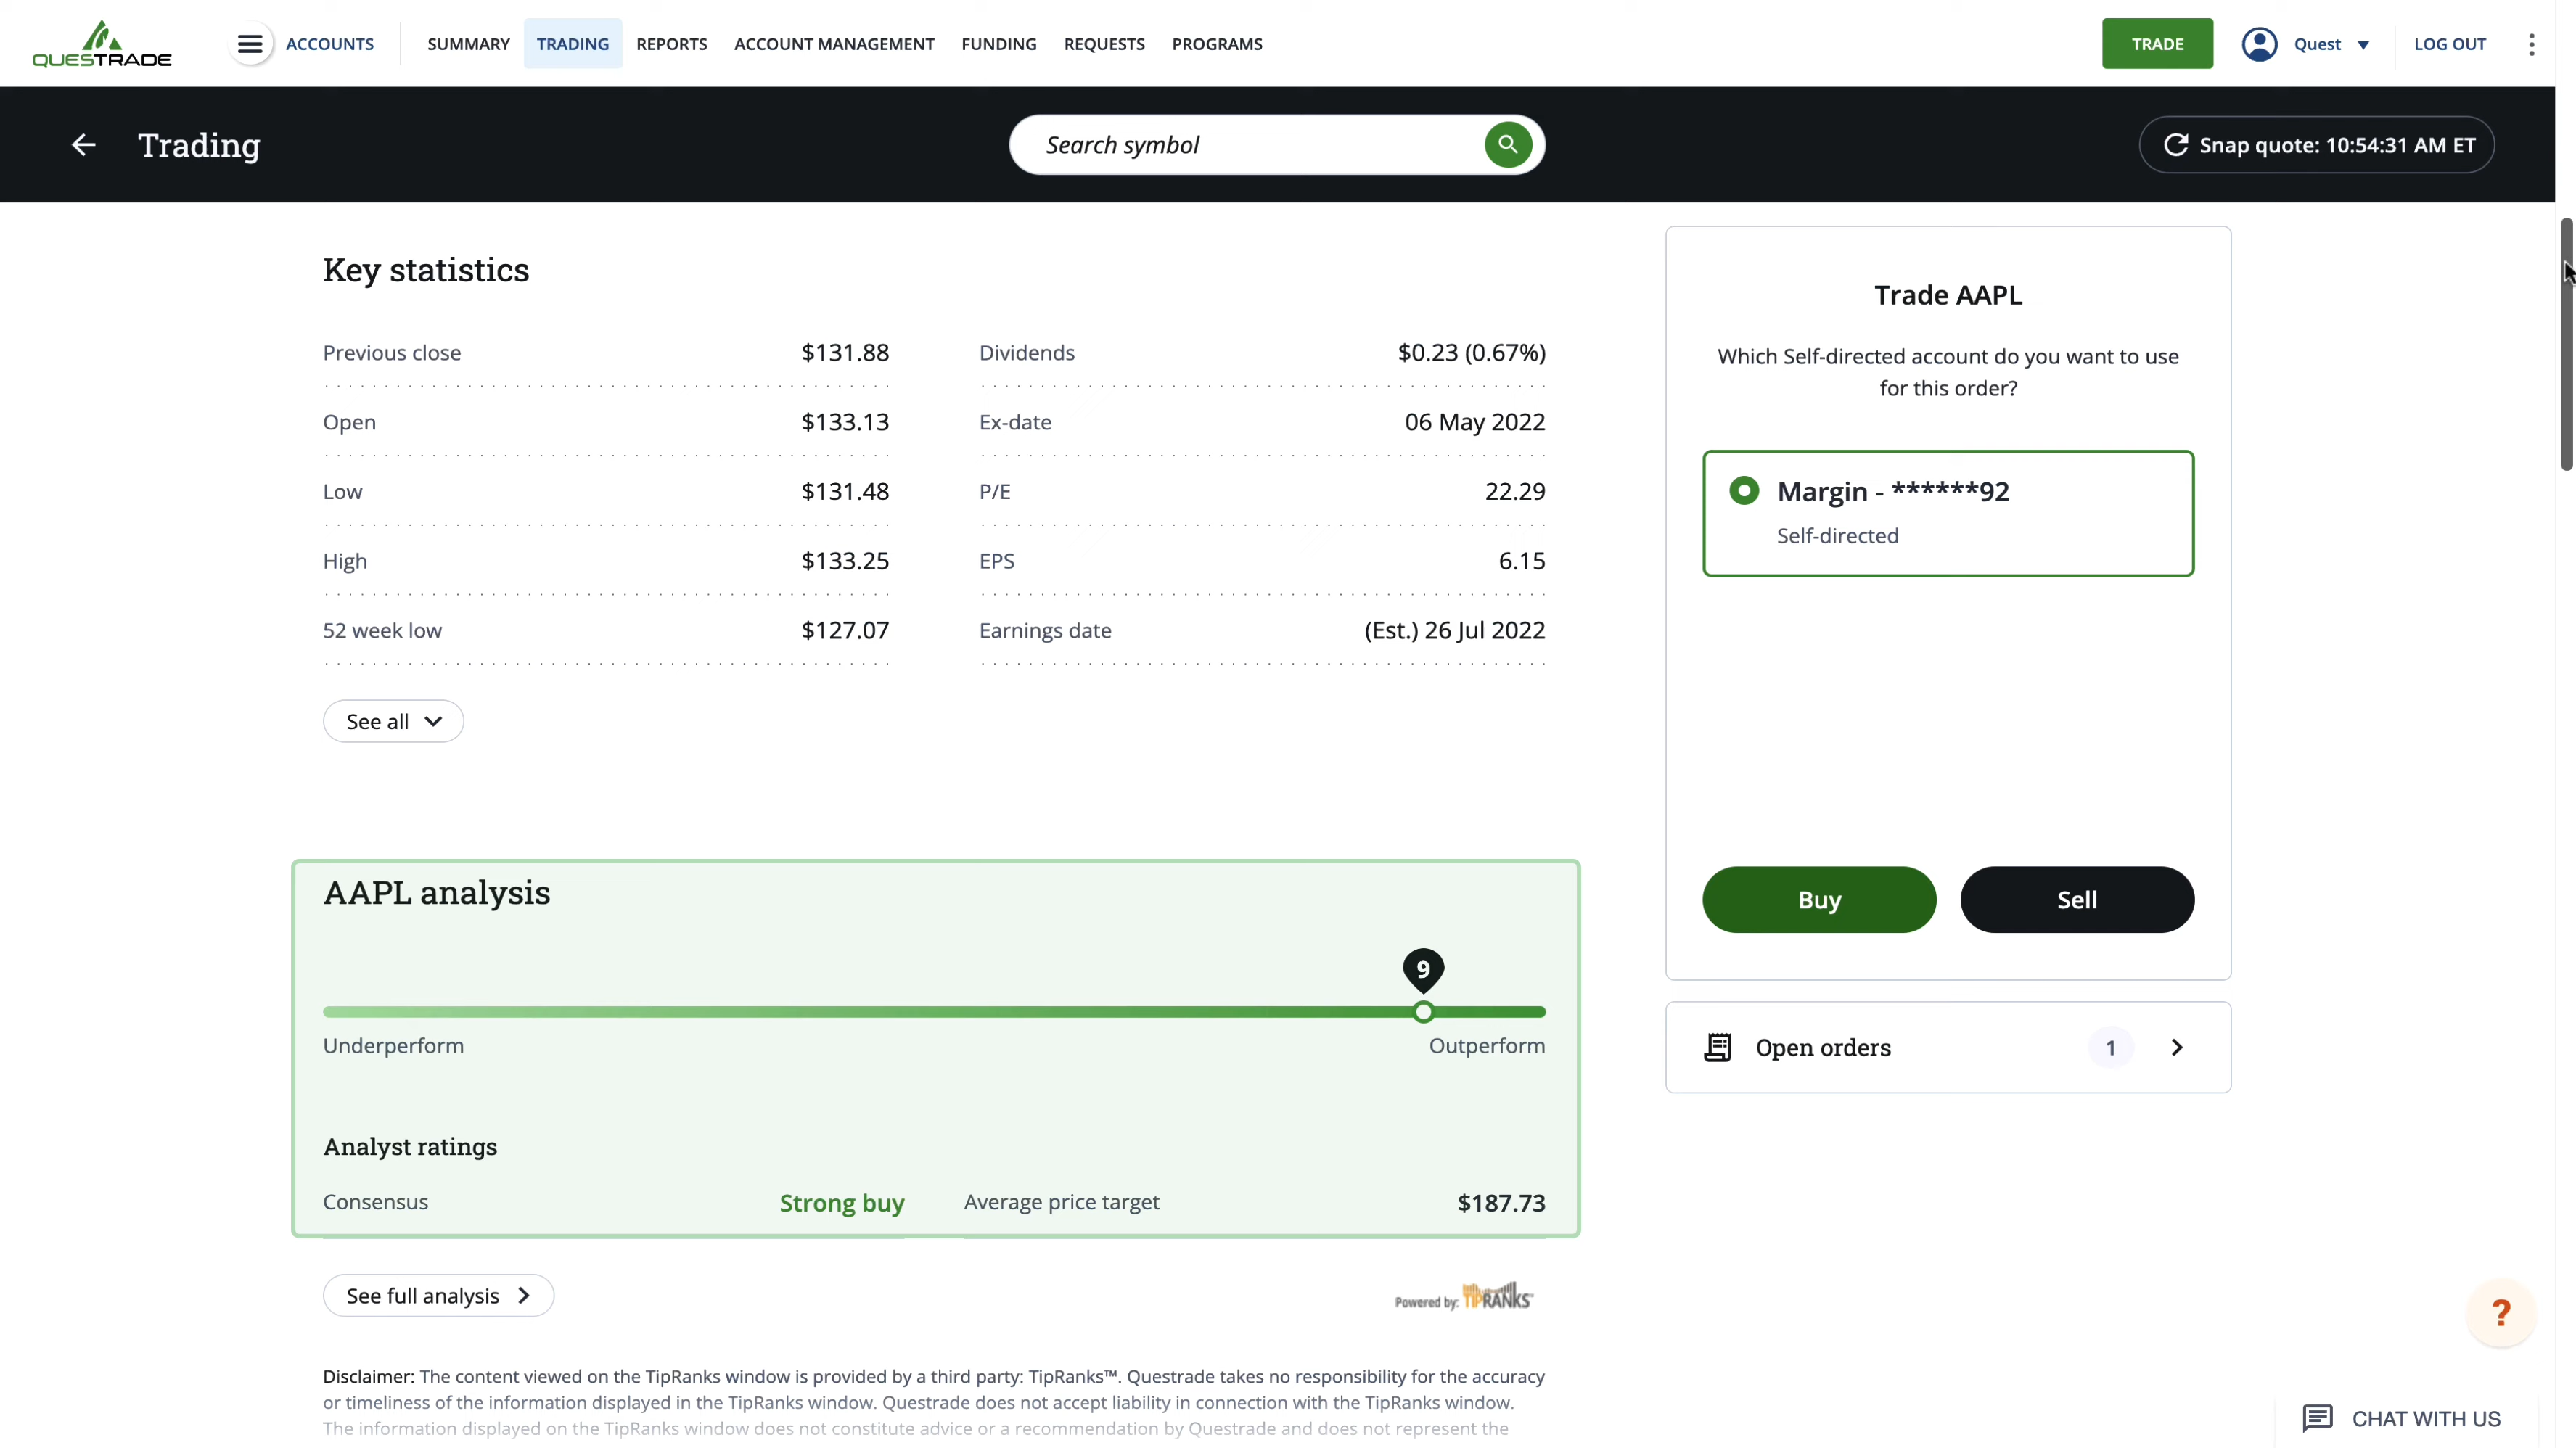 QUESTRADE
ACCOUNTS
SUMMARY
TRADING
REPORTS
ACCOUNT MANAGEMENT
FUNDING
REQUESTS
PROGRAMS
TRADE
Quest
LOG OUT
Trading
Search symbol
Snap quote: 10:54:31 AM ET
Key statistics
Previous close $131.88
Dividends $0.23 (0.67%)
Open $133.13
Ex-date 06 May 2022
Low $131.48
P/E 22.29
High $133.25
EPS 6.15
52 week low $127.07
Earnings date (Est.) 26 Jul 2022
See all
AAPL analysis
9
Underperform
Outperform
Analyst ratings
Consensus Strong buy
Average price target $187.73
See full analysis
Powered by: TIPRANKS
Disclaimer: The content viewed on the TipRanks window is provided by a third party: TipRanks™. Questrade takes no responsibility for the accuracy
or timeliness of the information displayed in the TipRanks window. Questrade does not accept liability in connection with the TipRanks window.
The information displayed on the TipRanks window does not constitute advice or a recommendation by Questrade and does not represent the
Trade AAPL
Which Self-directed account do you want to use
for this order?
Margin - ******92
Self-directed
Buy
Sell
Open orders 1
?
CHAT WITH US